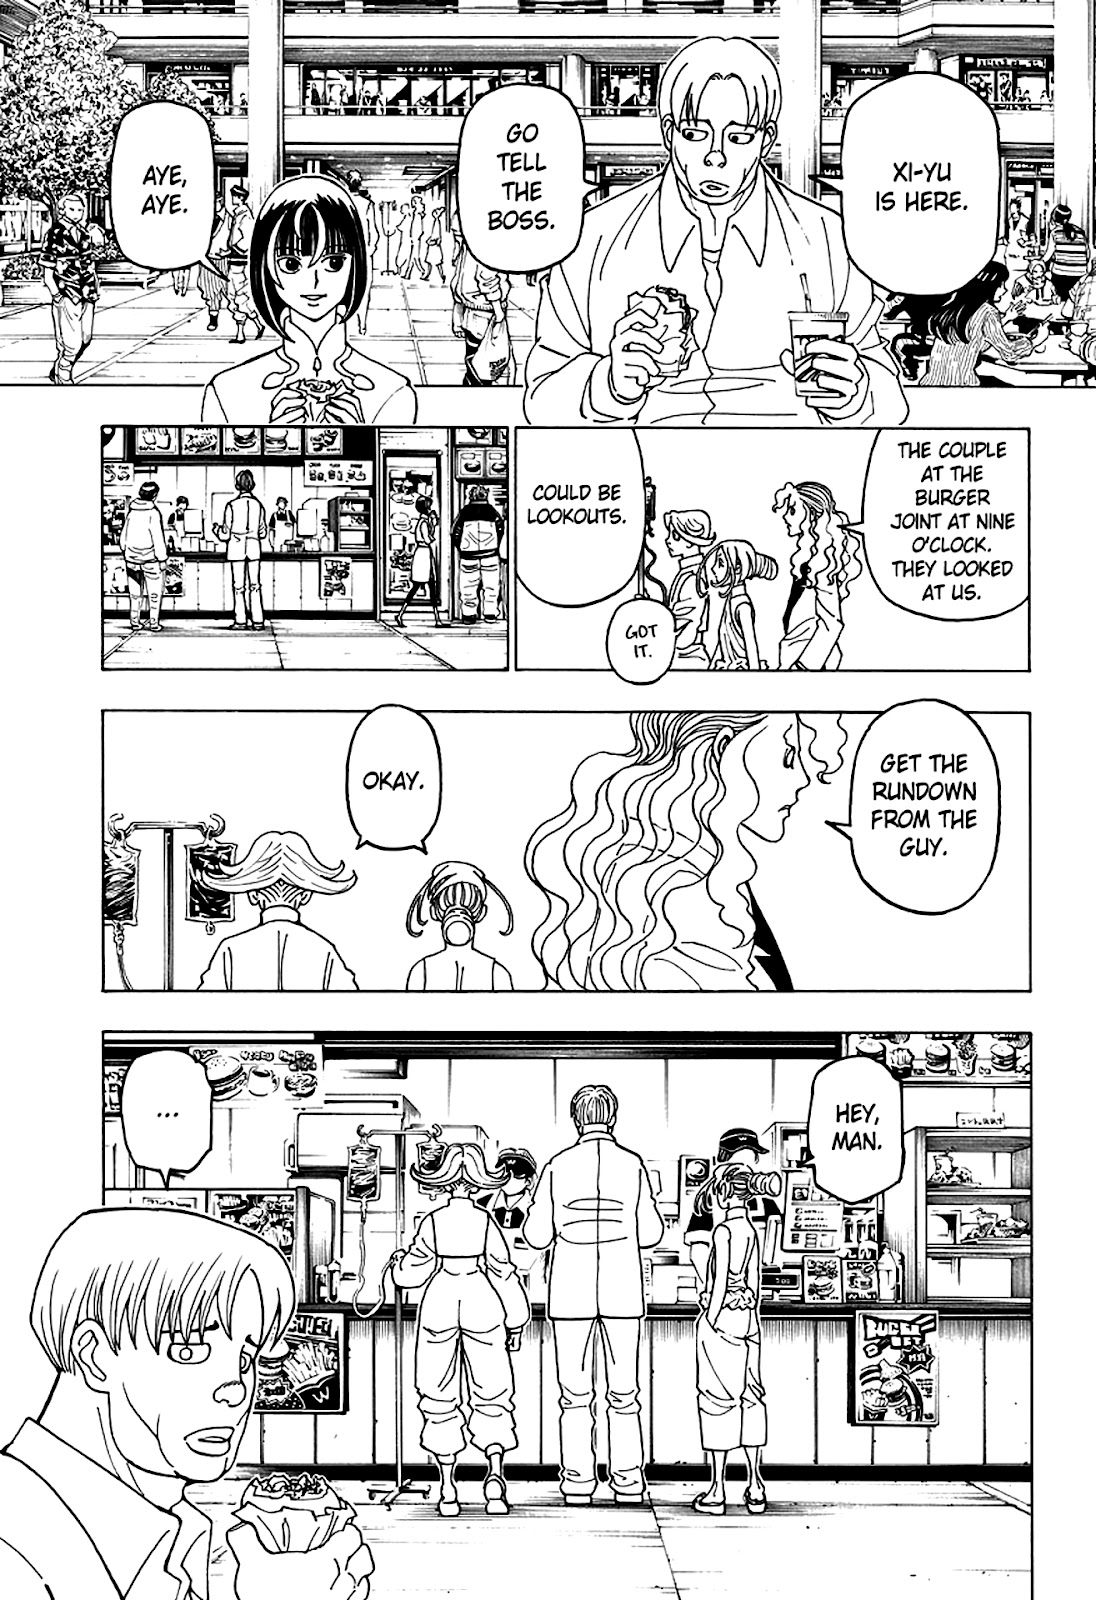 XI-YU
IS HERE.
GO
TELL
THE
BOSS.
AYE,
AYE.
THE COUPLE
AT THE
BURGER
JOINT AT NINE
O'CLOCK.
THEY LOOKED
AT US.
COULD BE
LOOKOUTS.
GOT
IT.
GET THE
RUNDOWN
FROM THE
GUY.
OKAY.
HEY,
MAN.
...